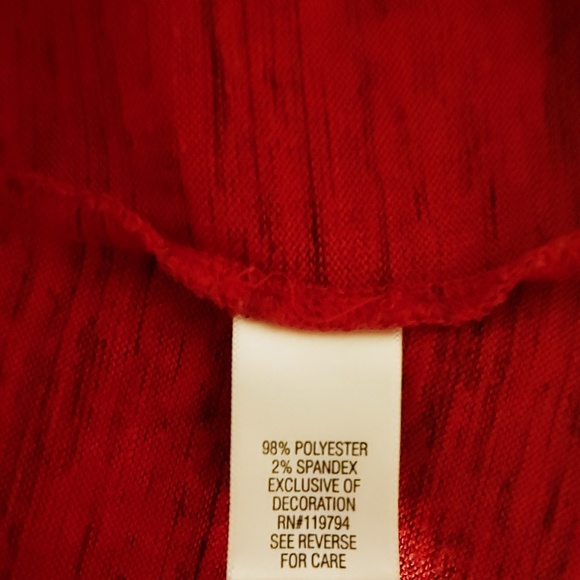 98% POLYESTER
2% SPANDEX
EXCLUSIVE OF
DECORATION
RN#119794
SEE REVERSE
FOR CARE